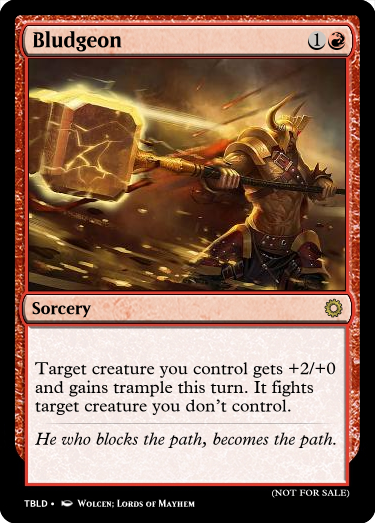 Bludgeon
1
Sorcery
Target creature you control gets +2/+0
and gains trample this turn. It fights
target creature you don't control.
He who blocks the path, becomes the path.
(NOT FOR SALE)
TBLD • Wolcen; Lords of Mayhem